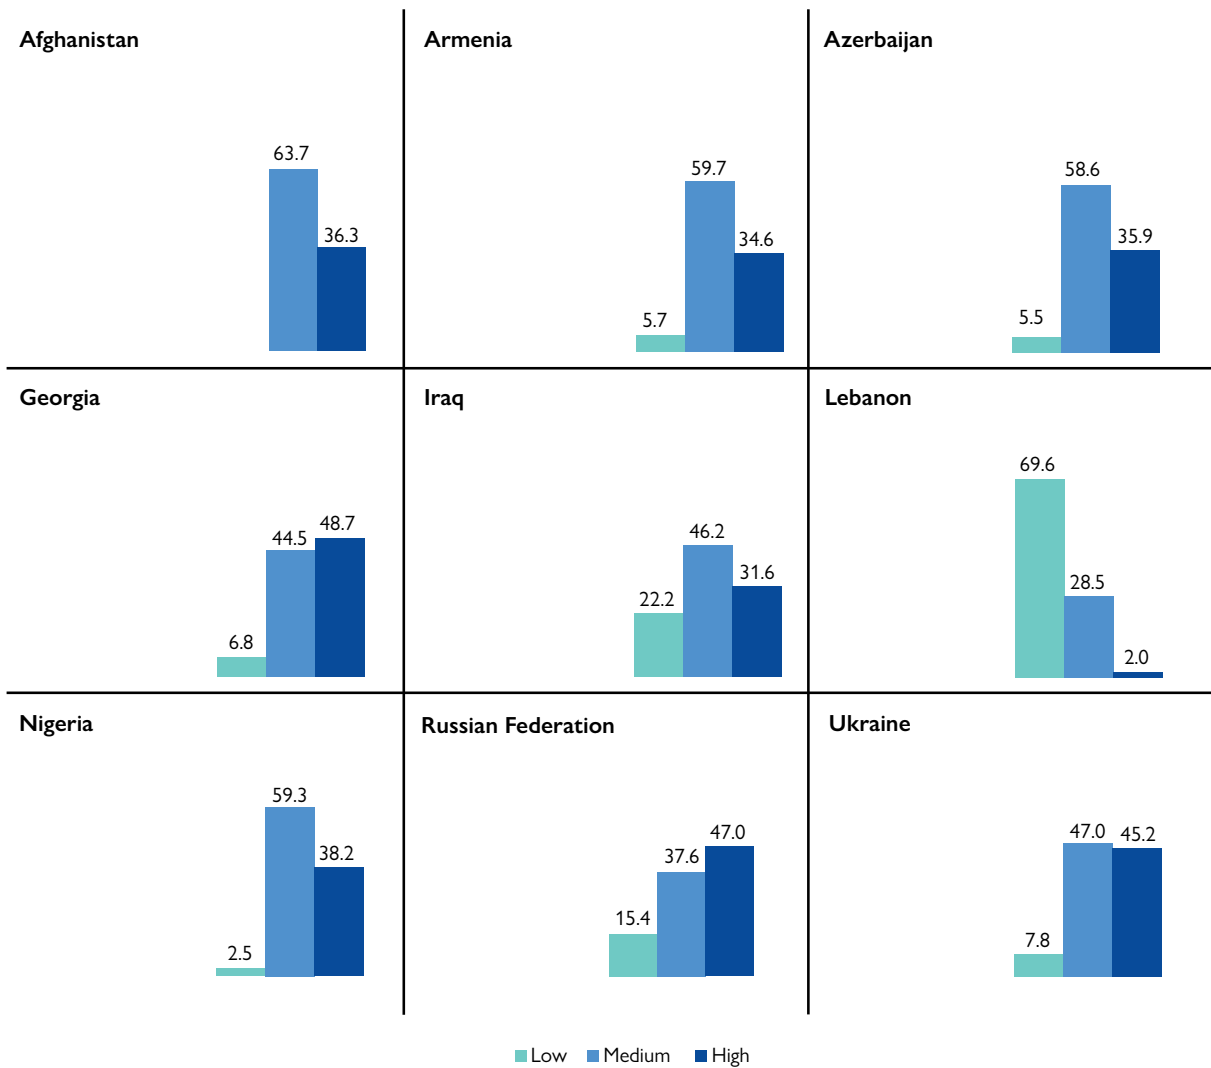 Afghanistan
63.7
36.3
Armenia
59.7
34.6
5.7
Azerbaijan
58.6
35.9
5.5
Georgia
48.7
44.5
6.8
Iraq
46.2
31.6
22.2
Lebanon
69.6
28.5
2.0
Nigeria
59.3
38.2
2.5
Russian Federation
47.0
37.6
15.4
Ukraine
47.0
45.2
7.8
Low Medium High